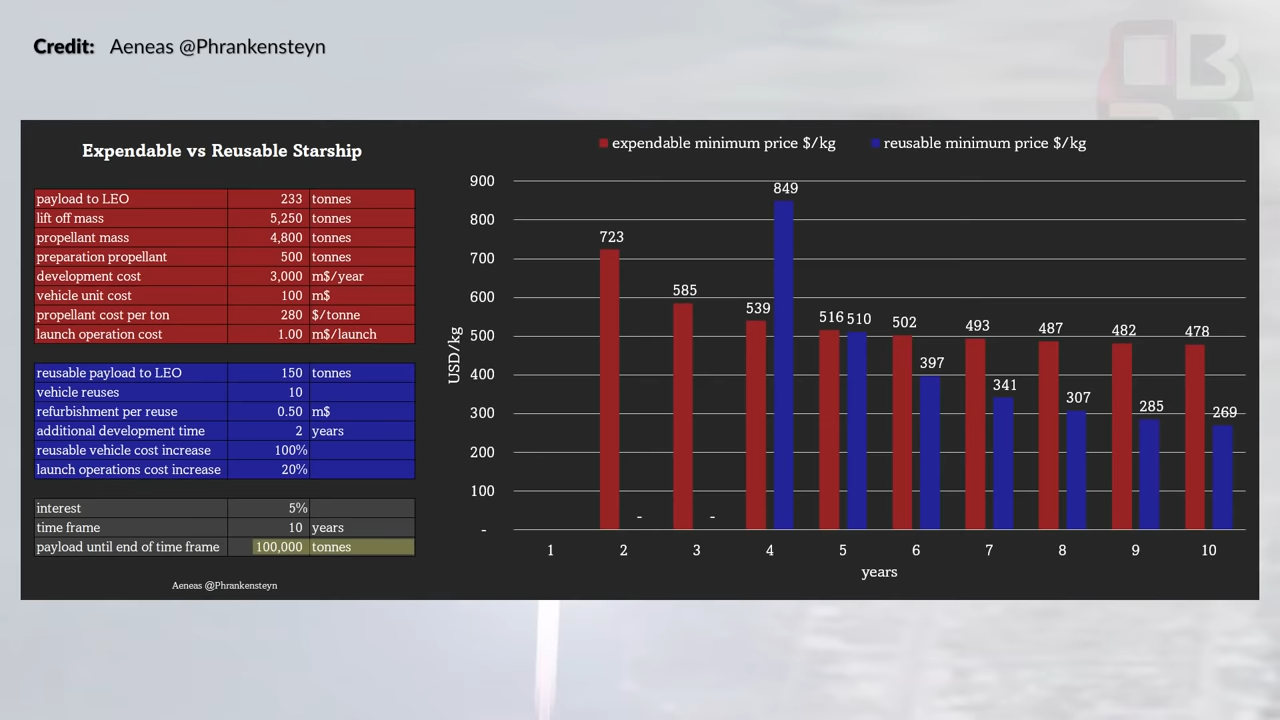 Credit: Aeneas @Phrankensteyn
Expendable vs Reusable Starship
payload to LEO 233 tonnes
lift off mass 5,250 tonnes
propellant mass 4,800 tonnes
preparation propellant 500 tonnes
development cost 3,000 m$/year
vehicle unit cost 100 m$
propellant cost per ton 280 $/tonne
launch operation cost 1.00 m$/launch
reusable payload to LEO 150 tonnes
vehicle reuses 10
refurbishment per reuse 0.50 m$
additional development time 2 years
reusable vehicle cost increase 100%
launch operations cost increase 20%
interest 5%
time frame 10 years
payload until end of time frame 100,000 tonnes
Aeneas @Phrankensteyn
expendable minimum price $/kg reusable minimum price $/kg
900
800
700
600
500
400
300
200
100
-
USD/kg
723 - 585 - 539 849 516 510 502 397 493 341 487 307 482 285 478 269
1 2 3 4 5 6 7 8 9 10
years